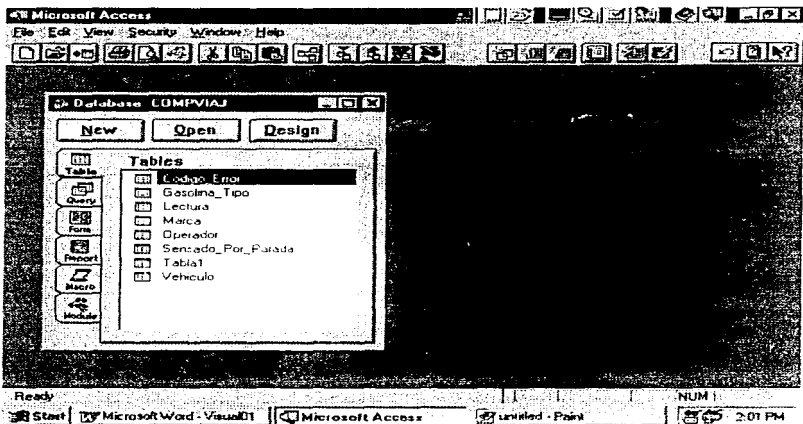 Microsoft Access
File Edit View Security Window Help
Database: COMPVIAJ
New Open Design
Table
Query
Form
Report
Macro
Module
Tables
Codigo_Error
Gasolina_Tipo
Lectura
Marca
Operador
Sensado_Por_Parada
Tabla1
Vehiculo
Ready
NUM
Start Microsoft Word - Visual01 Microsoft Access untitled - Paint 2:01 PM